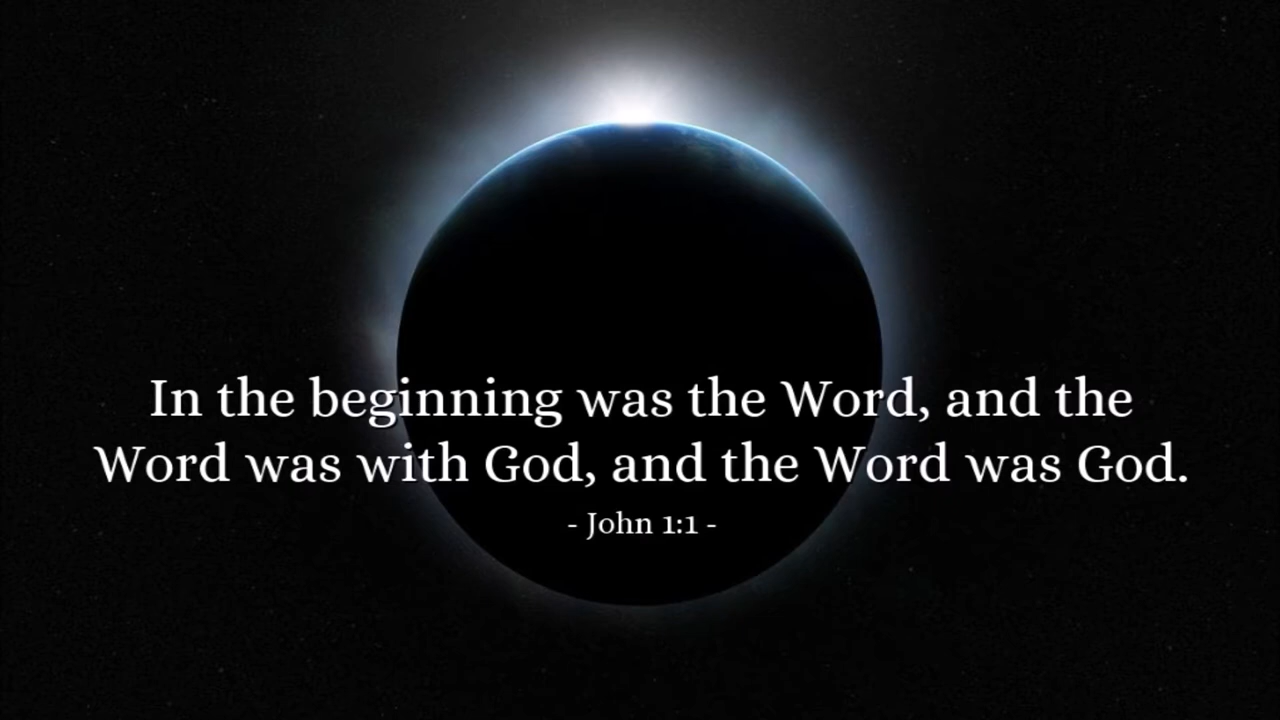 In the beginning was the Word, and the
Word was with God, and the Word was God.
- John 1:1 -